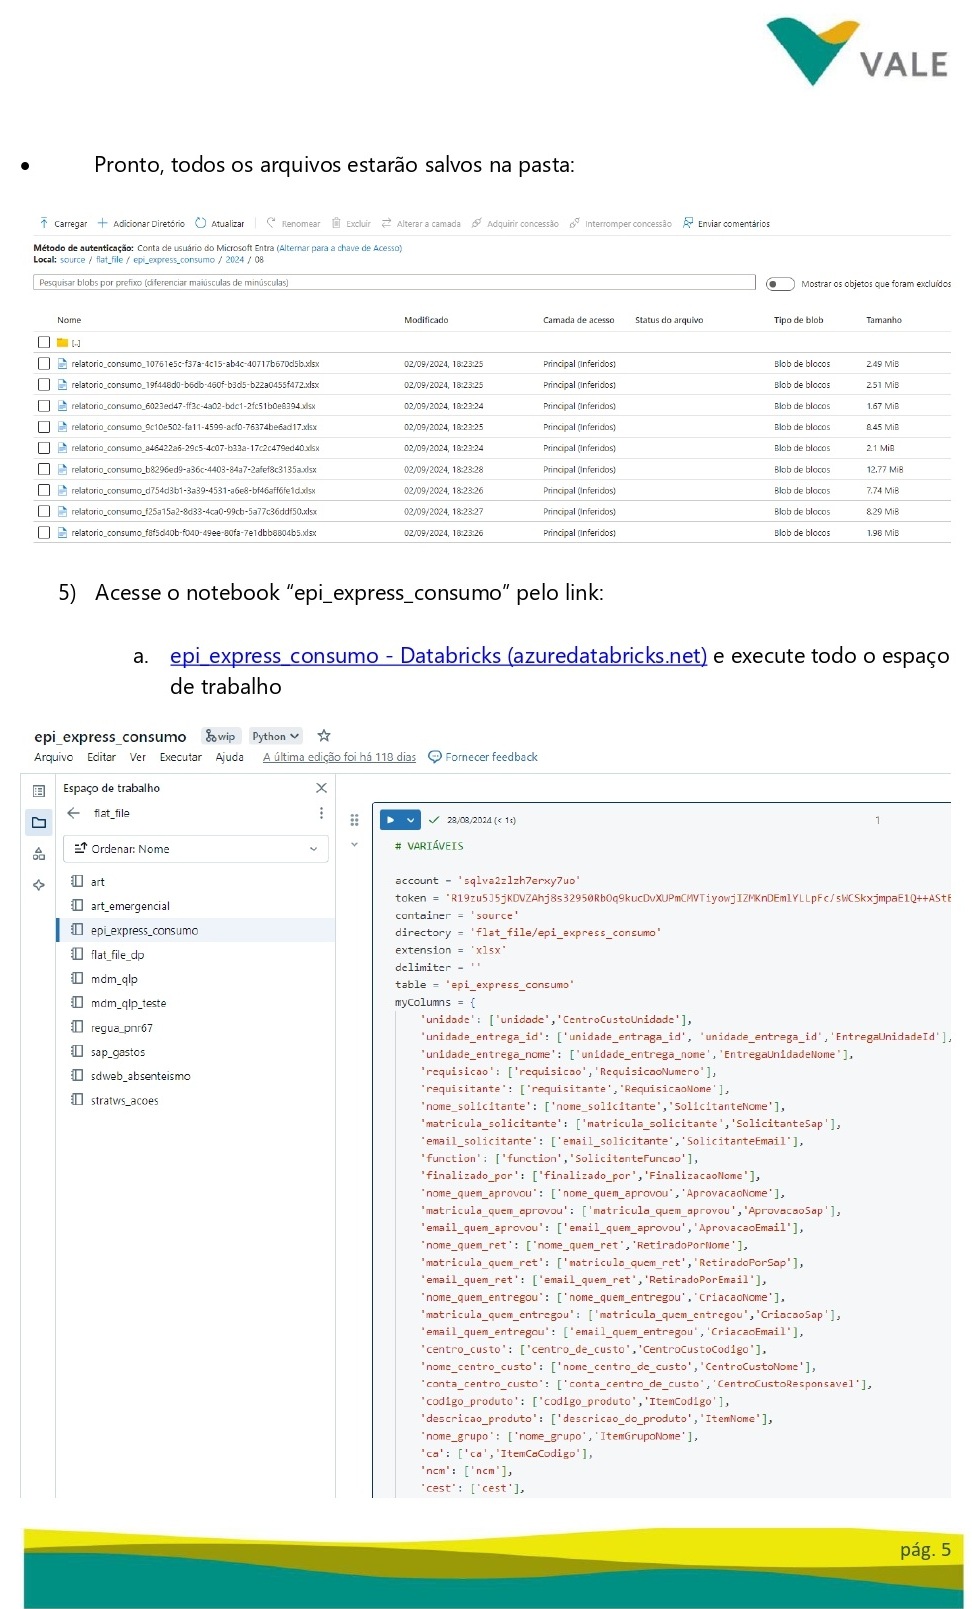 VALE
• Pronto, todos os arquivos estarão salvos na pasta:
Carregar Adicionar Diretório Atualizar Renomear Excluir Alterar a camada Adquirir concessão Interromper concessão Enviar comentários
Método de autenticação: Conta de usuário do Microsoft Entra (Alternar para a chave de Acesso)
Local: source / flat_file / epi_express_consumo / 2024 / 08
Pesquisar blobs por prefixo (diferenciar maiúsculas de minúsculas) Mostrar os objetos que foram excluídos
Nome Modificado Camada de acesso Status do arquivo Tipo de blob Tamanho
[..]
relatorio_consumo_10761e5c-f37a-4c15-ab4c-40717b670d5b.xlsx 02/09/2024, 18:23:25 Principal (Inferidos) Blob de blocos 2.49 MiB
relatorio_consumo_19f448d0-b6db-460f-b3d5-b22a0455f472.xlsx 02/09/2024, 18:23:25 Principal (Inferidos) Blob de blocos 2.51 MiB
relatorio_consumo_6023ed47-ff3c-4a02-bdc1-2fc51b0e8394.xlsx 02/09/2024, 18:23:24 Principal (Inferidos) Blob de blocos 1.67 MiB
relatorio_consumo_9c10e502-fa11-4599-acf0-76374be6ad17.xlsx 02/09/2024, 18:23:25 Principal (Inferidos) Blob de blocos 8.45 MiB
relatorio_consumo_a46422a6-29c5-4c07-b33a-17c2c479ed40.xlsx 02/09/2024, 18:23:24 Principal (Inferidos) Blob de blocos 2.1 MiB
relatorio_consumo_b8296ed9-a36c-4403-84a7-2afef8c3135a.xlsx 02/09/2024, 18:23:28 Principal (Inferidos) Blob de blocos 12.77 MiB
relatorio_consumo_d754d3b1-3a39-4531-a6e8-bf46aff6fe1d.xlsx 02/09/2024, 18:23:26 Principal (Inferidos) Blob de blocos 7.74 MiB
relatorio_consumo_f25a15a2-8d33-4ca0-99cb-5a77c36ddf50.xlsx 02/09/2024, 18:23:27 Principal (Inferidos) Blob de blocos 8.29 MiB
relatorio_consumo_f8f5d40b-f040-49ee-80fa-7e1dbb8804b5.xlsx 02/09/2024, 18:23:26 Principal (Inferidos) Blob de blocos 1.98 MiB
5) Acesse o notebook “epi_express_consumo” pelo link:
a. epi_express_consumo - Databricks (azuredatabricks.net) e execute todo o espaço
de trabalho
epi_express_consumo wip Python
Arquivo Editar Ver Executar Ajuda A última edição foi há 118 dias Fornecer feedback
Espaço de trabalho
flat_file
Ordenar: Nome
art
art_emergencial
epi_express_consumo
flat_file_dp
mdm_qlp
mdm_qlp_teste
regua_pnr67
sap_gastos
sdweb_absenteismo
stratws_acoes
28/08/2024 (< 1s) 1
# VARIÁVEIS
account = 'sqlva2zlzh7erxy7uo'
token =
container = 'source'
directory = 'flat_file/epi_express_consumo'
extension = 'xlsx'
delimiter = ''
table = 'epi_express_consumo'
myColumns = {
'unidade': ['unidade','CentroCustoUnidade'],
'unidade_entrega_id': ['unidade_entraga_id', 'unidade_entrega_id','EntregaUnidadeId'],
'unidade_entrega_nome': ['unidade_entrega_nome','EntregaUnidadeNome'],
'requisicao': ['requisicao','RequisicaoNumero'],
'requisitante': ['requisitante','RequisicaoNome'],
'nome_solicitante': ['nome_solicitante','SolicitanteNome'],
'matricula_solicitante': ['matricula_solicitante','SolicitanteSap'],
'email_solicitante': ['email_solicitante','SolicitanteEmail'],
'function': ['function','SolicitanteFuncao'],
'finalizado_por': ['finalizado_por','FinalizacaoNome'],
'nome_quem_aprovou': ['nome_quem_aprovou','AprovacaoNome'],
'matricula_quem_aprovou': ['matricula_quem_aprovou','AprovacaoSap'],
'email_quem_aprovou': ['email_quem_aprovou','AprovacaoEmail'],
'nome_quem_ret': ['nome_quem_ret','RetiradoPorNome'],
'matricula_quem_ret': ['matricula_quem_ret','RetiradoPorSap'],
'email_quem_ret': ['email_quem_ret','RetiradoPorEmail'],
'nome_quem_entregou': ['nome_quem_entregou','CriacaoNome'],
'matricula_quem_entregou': ['matricula_quem_entregou','CriacaoSap'],
'email_quem_entregou': ['email_quem_entregou','CriacaoEmail'],
'centro_custo': ['centro_de_custo','CentroCustoCodigo'],
'nome_centro_custo': ['nome_centro_de_custo','CentroCustoNome'],
'conta_centro_custo': ['conta_centro_de_custo','CentroCustoResponsavel'],
'codigo_produto': ['codigo_produto','ItemCodigo'],
'descricao_produto': ['descricao_do_produto','ItemNome'],
'nome_grupo': ['nome_grupo','ItemGrupoNome'],
'ca': ['ca','ItemCaCodigo'],
'ncm': ['ncm'],
'cest': ['cest'],
pág. 5